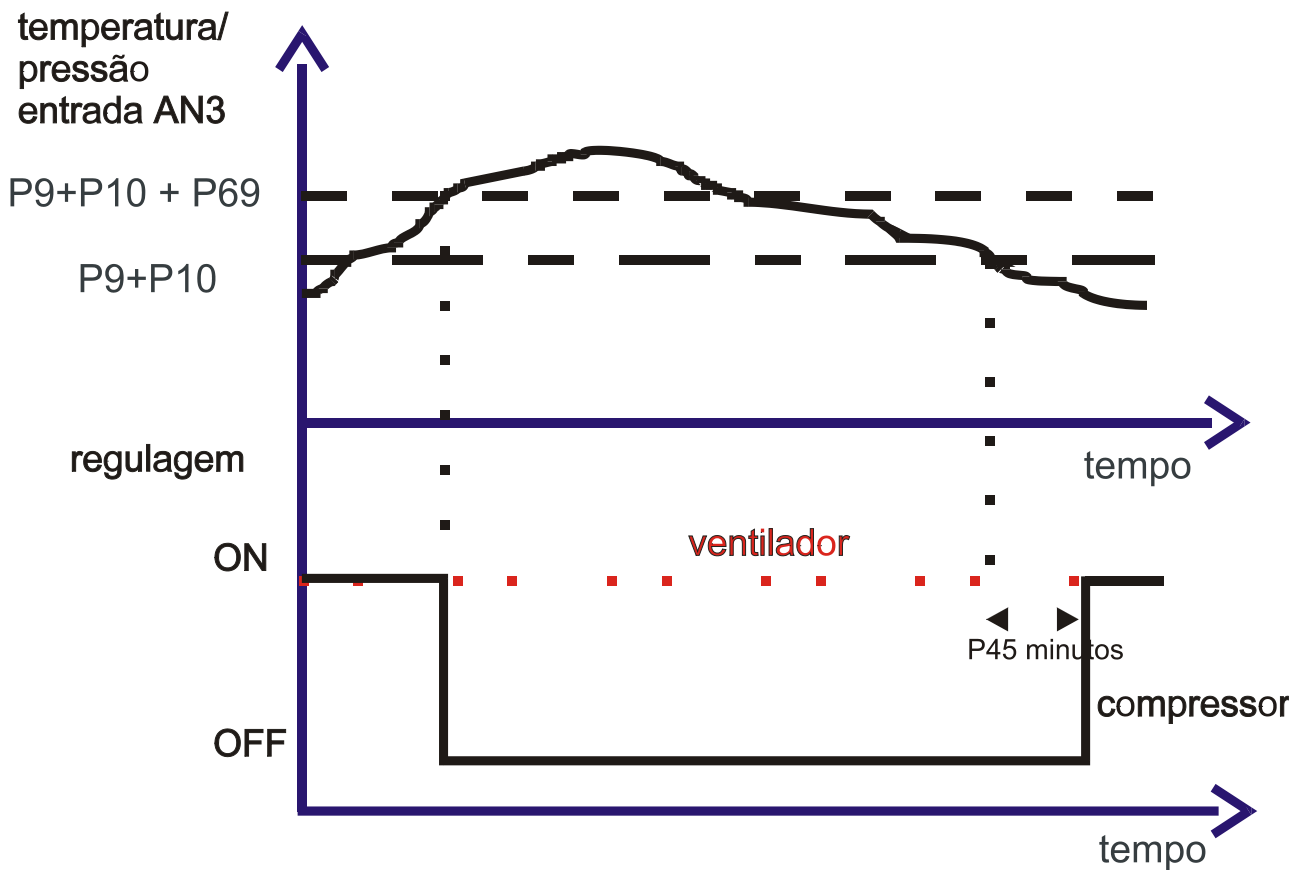 temperatura/
pressão
entrada AN3
P9+P10 + P69
P9+P10
tempo
regulagem
ON
ventilador
P45 minutos
compressor
OFF
tempo